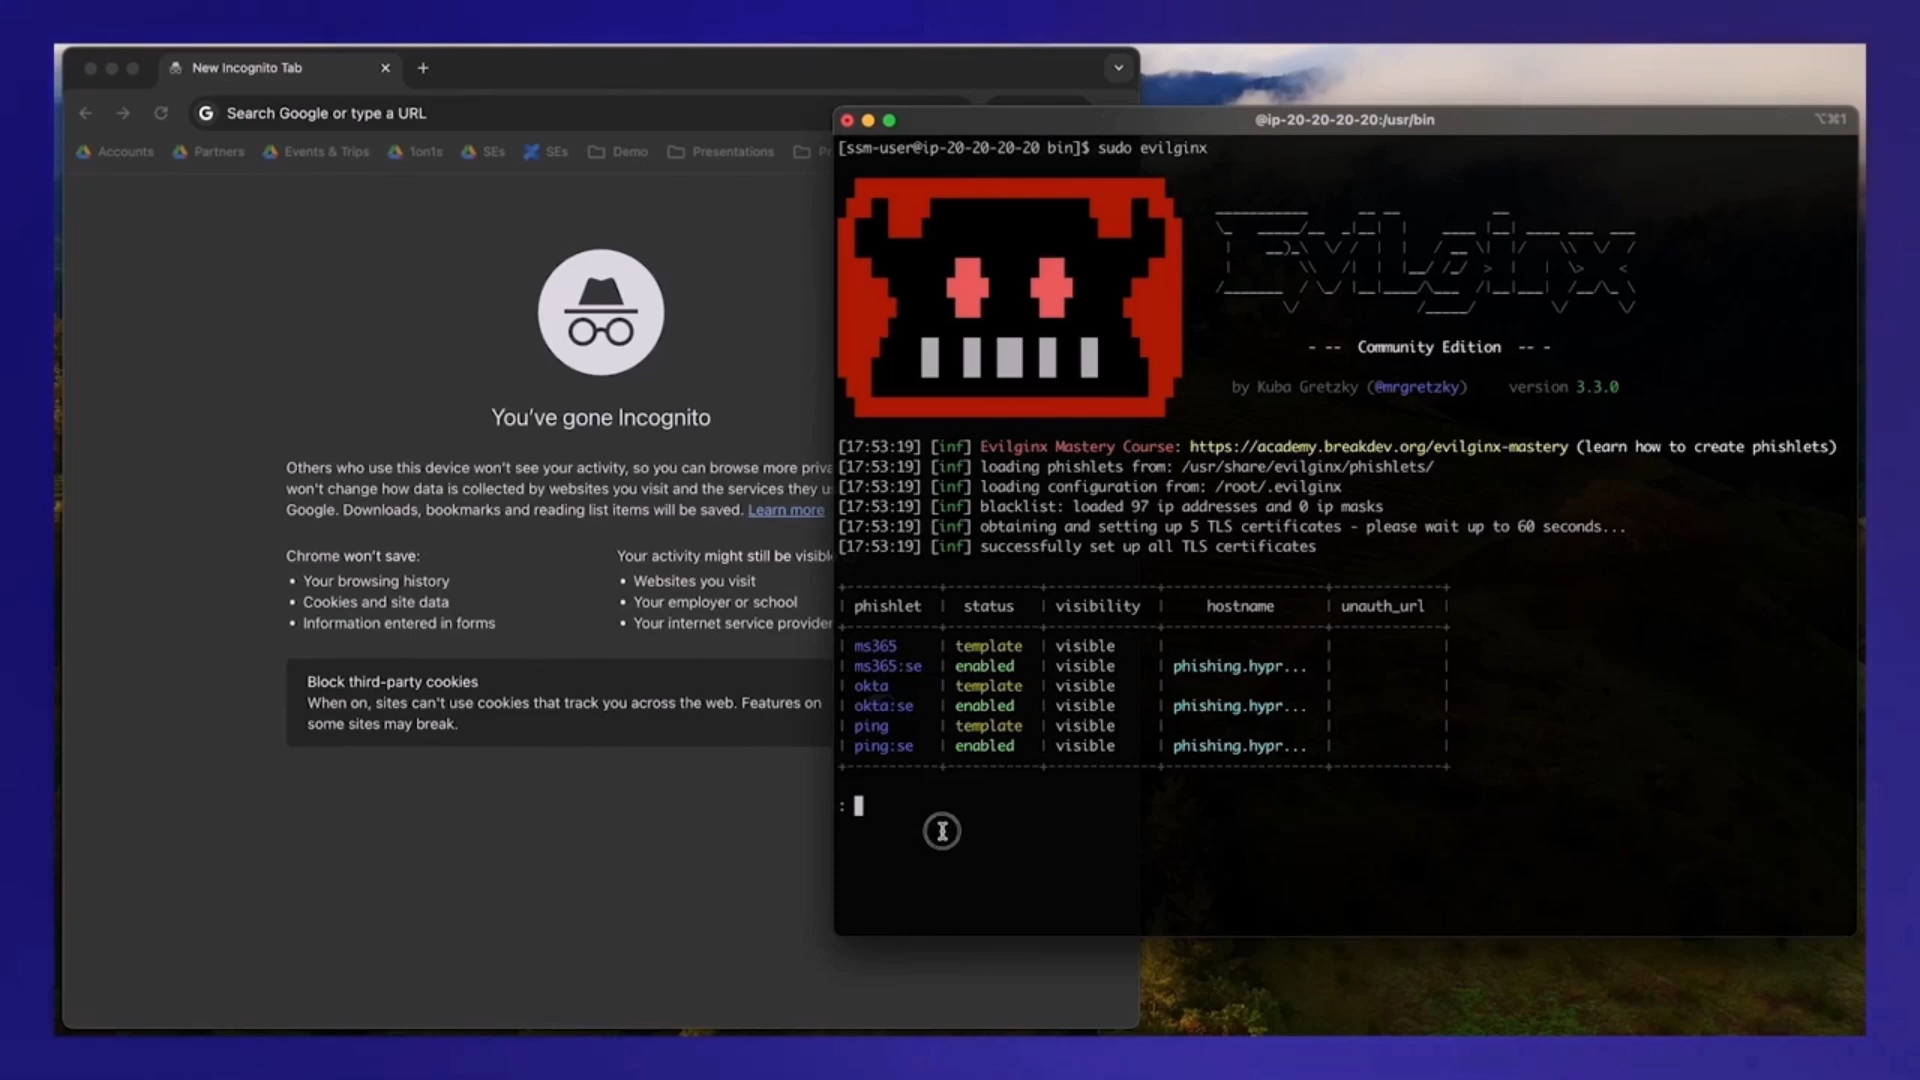 New Incognito Tab
Search Google or type a URL
Accounts
Partners
Events & Trips
1on1s
SEs
SEs
Demo
Presentations
You've gone Incognito
Others who use this device won't see your activity, so you can browse more
won't change how data is collected by websites you visit and the services they
Google. Downloads, bookmarks and reading list items will be saved. Learn more
Chrome won't save:
• Your browsing history
• Cookies and site data
• Information entered in forms
Your activity might still be
• Websites you visit
• Your employer or school
• Your internet service provider
Block third-party cookies
When on, sites can't use cookies that track you across the web. Features on
some sites may break.
@ip-20-20-20-20:/usr/bin
⌥⌘1
[ssm-user@ip-20-20-20-20 bin]$ sudo evilginx
Evilginx
- -- Community Edition -- -
by Kuba Gretzky (@mrgretzky) version 3.3.0
[17:53:19] [inf] Evilginx Mastery Course: https://academy.breakdev.org/evilginx-mastery (learn how to create phishlets)
[17:53:19] [inf] loading phishlets from: /usr/share/evilginx/phishlets/
[17:53:19] [inf] loading configuration from: /root/.evilginx
[17:53:19] [inf] blacklist: loaded 97 ip addresses and 0 ip masks
[17:53:19] [inf] obtaining and setting up 5 TLS certificates - please wait up to 60 seconds...
[17:53:19] [inf] successfully set up all TLS certificates
| phishlet | status | visibility | hostname | unauth_url |
| ms365 | template | visible | | |
| ms365:se | enabled | visible | phishing.hypr... | |
| okta | template | visible | | |
| okta:se | enabled | visible | phishing.hypr... | |
| ping | template | visible | | |
| ping:se | enabled | visible | phishing.hypr... | |
: